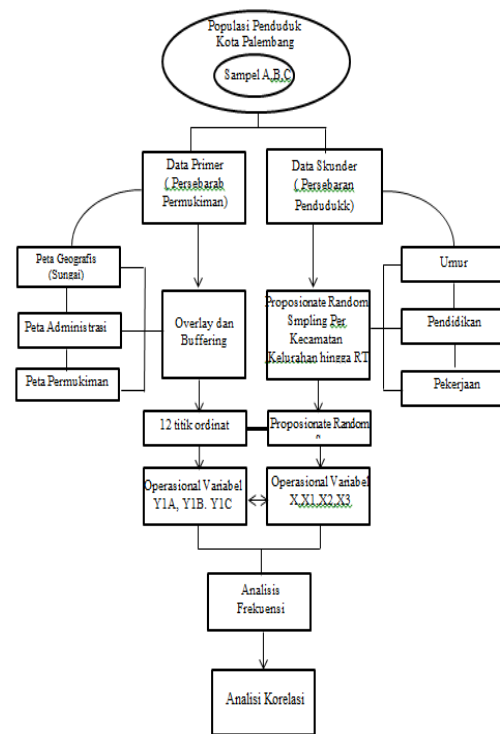 Populasi Penduduk
Kota Palembang
Sampel A,B,C
Data Primer
( Persebarab
Permukiman)
Data Skunder
( Persebaran
Pendudukk)
Peta Geografis
(Sungai)
Peta Administrasi
Peta Permukiman
Overlay dan
Buffering
Proposionate Random
Smpling Per
Kecamatan
Kelurahan hingga RT
Umur
Pendidikan
Pekerjaan
12 titik ordinat
Proposionate Random
Operasional Variabel
Y1A, Y1B. Y1C
Operasional Variabel
X,X1,X2,X3
Analisis
Frekuensi
Analisi Korelasi